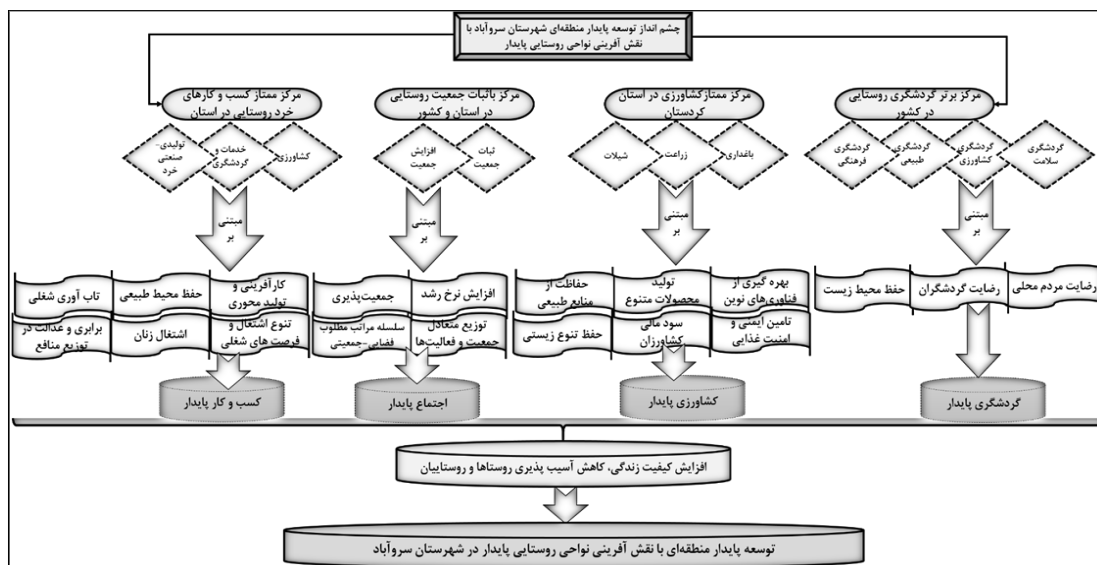 چشم انداز توسعه پایدار منطقه‌ای شهرستان سروآباد با
نقش آفرینی نواحی روستایی پایدار
مرکز برتر گردشگری روستایی
در کشور
گردشگری
سلامت
گردشگری
کشاورزی
گردشگری
طبیعی
گردشگری
فرهنگی
مبتنی
بر
رضایت مردم محلی
رضایت گردشگران
حفظ محیط زیست
گردشگری پایدار
مرکز ممتازکشاورزی در استان
کردستان
باغداری
زراعت
شیلات
مبتنی
بر
بهره گیری از
فناوری‌های نوین
تولید
محصولات متنوع
حفاظت از
منابع طبیعی
تامین ایمنی و
امنیت غذایی
سود مالی
کشاورزان
حفظ تنوع زیستی
کشاورزی پایدار
مرکز باثبات جمعیت روستایی
در استان و کشور
ثبات
جمعیت
افزایش
جمعیت
مبتنی
بر
افزایش نرخ رشد
جمعیت‌پذیری
توزیع متعادل
جمعیت و فعالیت‌ها
سلسله مراتب مطلوب
فضایی-جمعیتی
اجتماع پایدار
مرکز ممتاز کسب و کارهای
خرد روستایی در استان
کشاورزی
خدمات و
گردشگری
تولیدی-
صنعتی
خرد
مبتنی
بر
کارآفرینی و
تولید محوری
حفظ محیط طبیعی
تاب آوری شغلی
تنوع اشتغال و
فرصت های شغلی
اشتغال زنان
برابری و عدالت در
توزیع منافع
کسب و کار پایدار
افزایش کیفیت زندگی، کاهش آسیب پذیری روستاها و روستاییان
توسعه پایدار منطقه‌ای با نقش آفرینی نواحی روستایی پایدار در شهرستان سروآباد